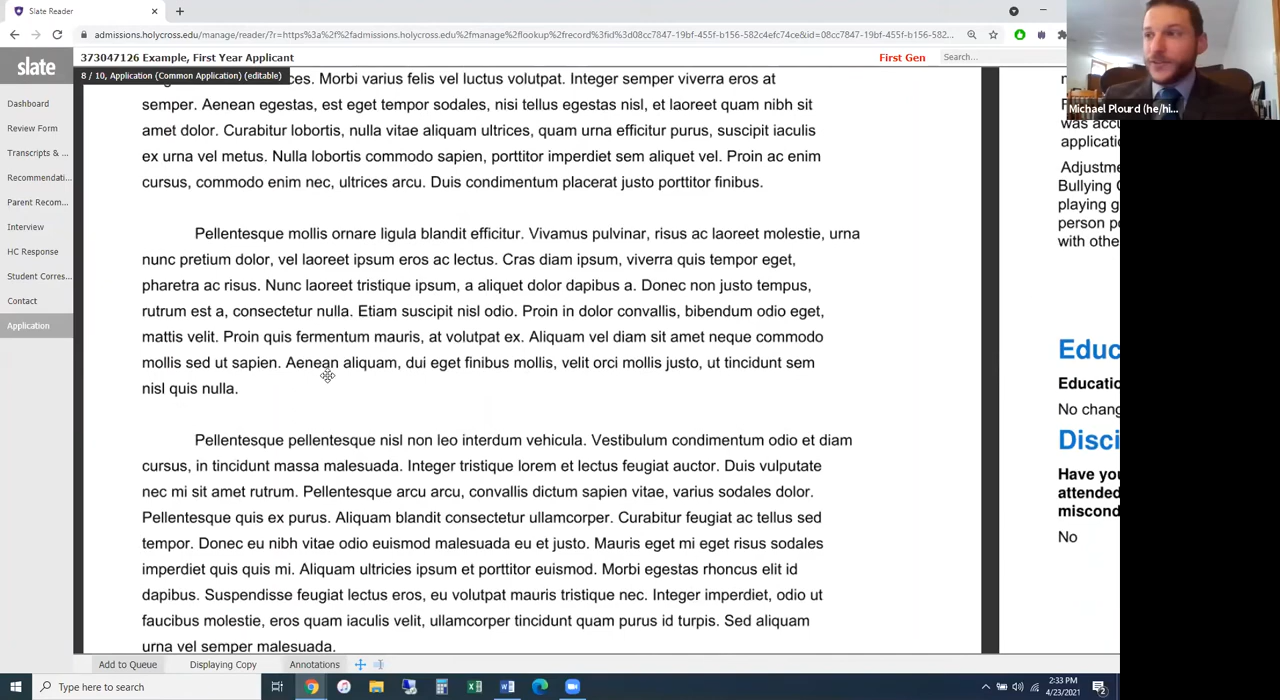 Slate Reader
admissions.holycross.edu/manage/reader/?r=https%3a%2f%2fadmissions.holycross.edu%2fmanage%2flookup%2frecord%3fid%3d08cc7847-19bf-455f-b156-582c4efc74ce&id=08cc7847-19bf-455f-b156-582c...
slate
373047126 Example, First Year Applicant
First Gen
Search...
8 / 10, Application (Common Application) (editable)
Dashboard
Review Form
Transcripts & ...
Recommendati...
Parent Recom...
Interview
HC Response
Student Corres...
Contact
Application
ces. Morbi varius felis vel luctus volutpat. Integer semper viverra eros at
semper. Aenean egestas, est eget tempor sodales, nisi tellus egestas nisl, et laoreet quam nibh sit
amet dolor. Curabitur lobortis, nulla vitae aliquam ultrices, quam urna efficitur purus, suscipit iaculis
ex urna vel metus. Nulla lobortis commodo sapien, porttitor imperdiet sem aliquet vel. Proin ac enim
cursus, commodo enim nec, ultrices arcu. Duis condimentum placerat justo porttitor finibus.
Pellentesque mollis ornare ligula blandit efficitur. Vivamus pulvinar, risus ac laoreet molestie, urna
nunc pretium dolor, vel laoreet ipsum eros ac lectus. Cras diam ipsum, viverra quis tempor eget,
pharetra ac risus. Nunc laoreet tristique ipsum, a aliquet dolor dapibus a. Donec non justo tempus,
rutrum est a, consectetur nulla. Etiam suscipit nisl odio. Proin in dolor convallis, bibendum odio eget,
mattis velit. Proin quis fermentum mauris, at volutpat ex. Aliquam vel diam sit amet neque commodo
mollis sed ut sapien. Aenean aliquam, dui eget finibus mollis, velit orci mollis justo, ut tincidunt sem
nisl quis nulla.
Pellentesque pellentesque nisl non leo interdum vehicula. Vestibulum condimentum odio et diam
cursus, in tincidunt massa malesuada. Integer tristique lorem et lectus feugiat auctor. Duis vulputate
nec mi sit amet rutrum. Pellentesque arcu arcu, convallis dictum sapien vitae, varius sodales dolor.
Pellentesque quis ex purus. Aliquam blandit consectetur ullamcorper. Curabitur feugiat ac tellus sed
tempor. Donec eu nibh vitae odio euismod malesuada eu et justo. Mauris eget mi eget risus sodales
imperdiet quis quis mi. Aliquam ultricies ipsum et porttitor euismod. Morbi egestas rhoncus elit id
dapibus. Suspendisse feugiat lectus eros, eu volutpat mauris tristique nec. Integer imperdiet, odio ut
faucibus molestie, eros quam iaculis velit, ullamcorper tincidunt quam purus id turpis. Sed aliquam
urna vel semper malesuada.
Michael Plourd (he/hi...
was accu
applicati
Adjustme
Bullying
playing g
person p
with othe
Educ
Educatio
No chang
Disci
Have you
attended
miscond
No
Add to Queue
Displaying Copy
Annotations
Type here to search
2:33 PM
4/23/2021
2